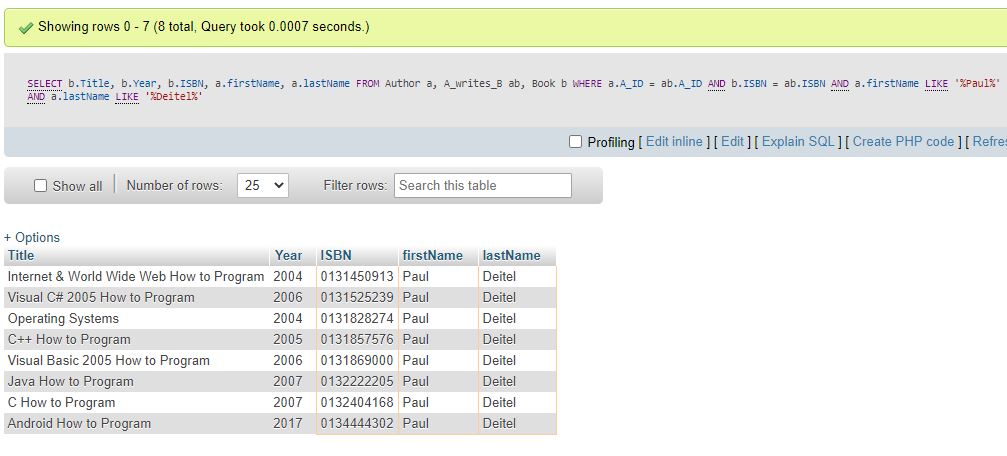 Showing rows 0 - 7 (8 total, Query took 0.0007 seconds.)
SELECT b.Title, b.Year, b.ISBN, a.firstName, a.lastName FROM Author a, A_writes_B ab, Book b WHERE a.A_ID = ab.A_ID AND b.ISBN = ab.ISBN AND a.firstName LIKE '%Paul%'
AND a.lastName LIKE '%Deitel%'
Profiling [ Edit inline ] [ Edit ] [ Explain SQL ] [ Create PHP code ] [ Refres
Show all Number of rows: 25 Filter rows: Search this table
+ Options
Title Year ISBN firstName lastName
Internet & World Wide Web How to Program 2004 0131450913 Paul Deitel
Visual C# 2005 How to Program 2006 0131525239 Paul Deitel
Operating Systems 2004 0131828274 Paul Deitel
C++ How to Program 2005 0131857576 Paul Deitel
Visual Basic 2005 How to Program 2006 0131869000 Paul Deitel
Java How to Program 2007 0132222205 Paul Deitel
C How to Program 2007 0132404168 Paul Deitel
Android How to Program 2017 0134444302 Paul Deitel